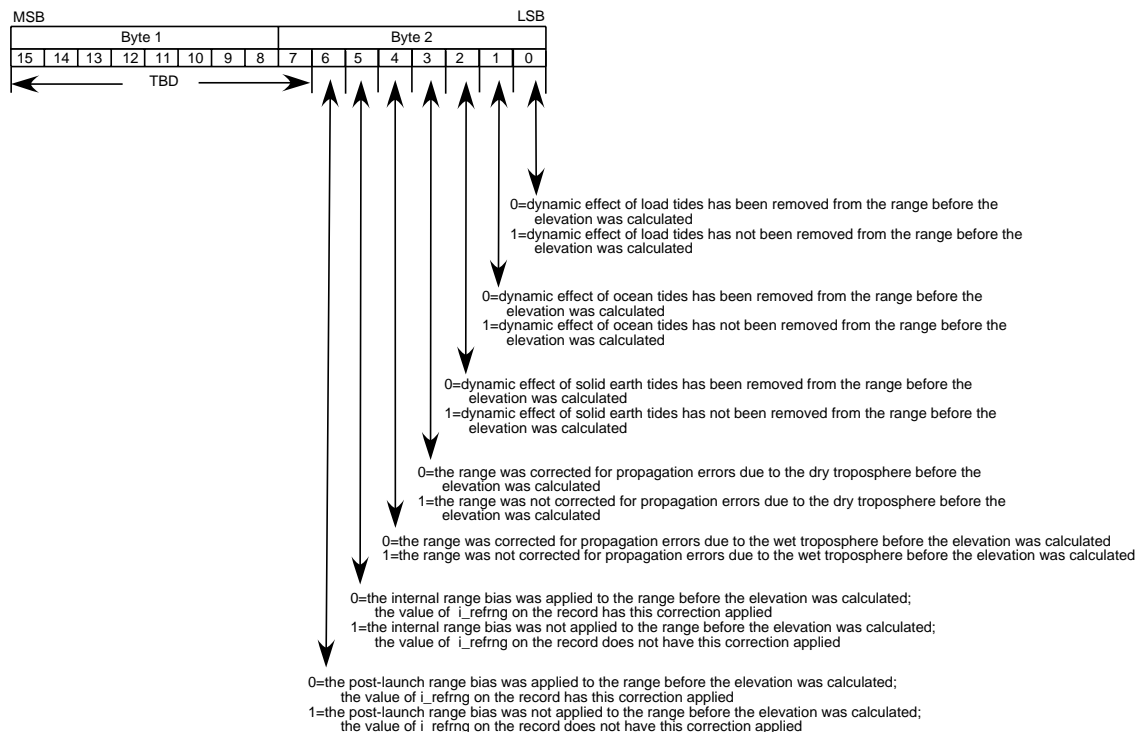 MSB LSB
Byte 1 Byte 2
15 14 13 12 11 10 9 8 7 6 5 4 3 2 1 0
TBD
0=dynamic effect of load tides has been removed from the range before the
elevation was calculated
1=dynamic effect of load tides has not been removed from the range before the
elevation was calculated
0=dynamic effect of ocean tides has been removed from the range before the
elevation was calculated
1=dynamic effect of ocean tides has not been removed from the range before the
elevation was calculated
0=dynamic effect of solid earth tides has been removed from the range before the
elevation was calculated
1=dynamic effect of solid earth tides has not been removed from the range before the
elevation was calculated
0=the range was corrected for propagation errors due to the dry troposphere before the
elevation was calculated
1=the range was not corrected for propagation errors due to the dry troposphere before the
elevation was calculated
0=the range was corrected for propagation errors due to the wet troposphere before the elevation was calculated
1=the range was not corrected for propagation errors due to the wet troposphere before the elevation was calculated
0=the internal range bias was applied to the range before the elevation was calculated;
the value of i_refrng on the record has this correction applied
1=the internal range bias was not applied to the range before the elevation was calculated;
the value of i_refrng on the record does not have this correction applied
0=the post-launch range bias was applied to the range before the elevation was calculated;
the value of i_refrng on the record has this correction applied
1=the post-launch range bias was not applied to the range before the elevation was calculated;
the value of i_refrng on the record does not have this correction applied